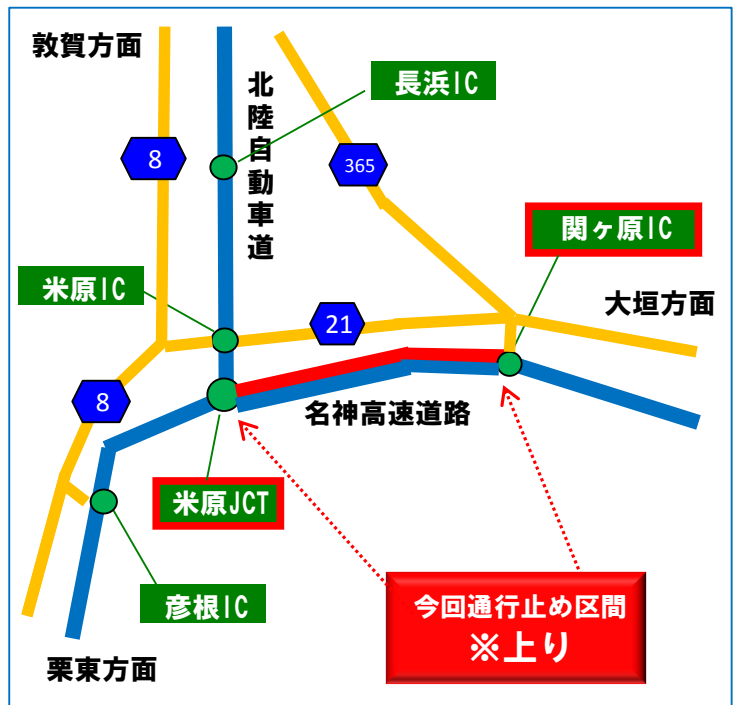 敦賀方面
北陸自動車道
長浜IC
8
365
関ヶ原IC
米原IC
大垣方面
21
8
名神高速道路
米原JCT
彦根IC
今回通行止め区間
※上り
栗東方面